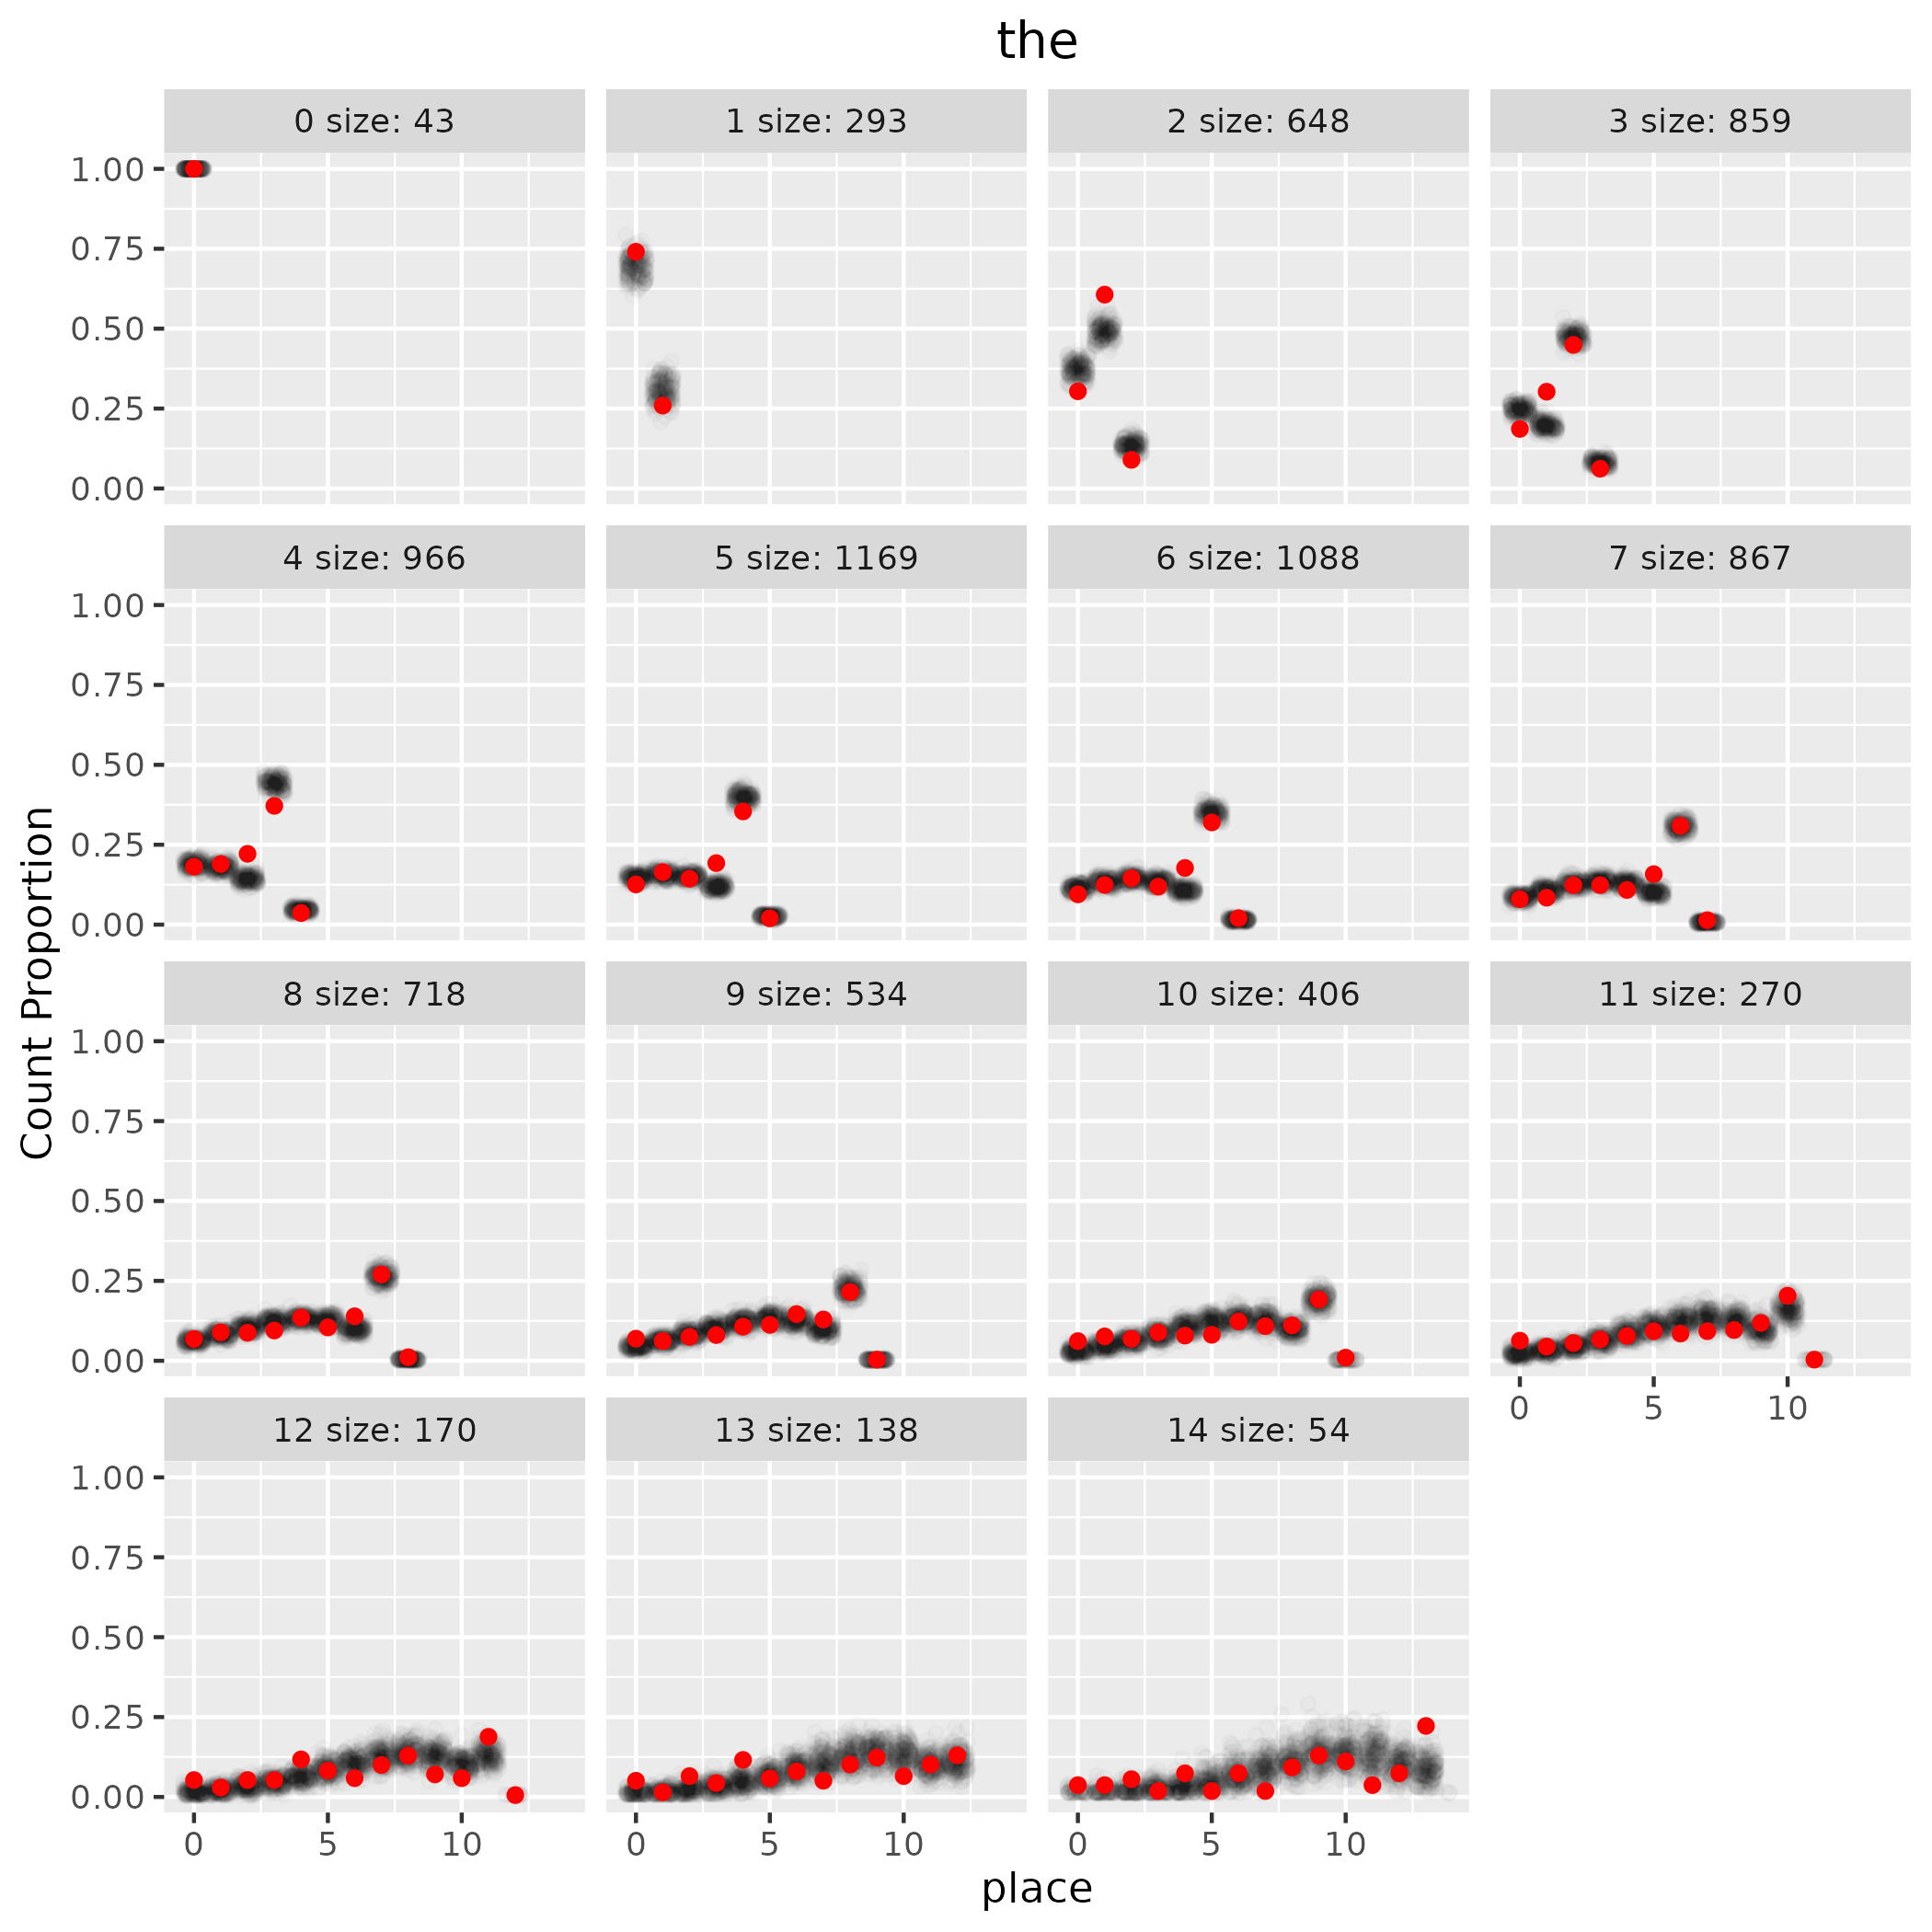 the
0 size: 43
1 size: 293
2 size: 648
3 size: 859
1.00
0.75
0.50
0.25
0.00
4 size: 966
5 size: 1169
6 size: 1088
7 size: 867
1.00
0.75
0.50
0.25
0.00
Count Proportion
8 size: 718
9 size: 534
10 size: 406
11 size: 270
1.00
0.75
0.50
0.25
0.00
0 5 10
12 size: 170
13 size: 138
14 size: 54
1.00
0.75
0.50
0.25
0.00
0 5 10
0 5 10
0 5 10
place